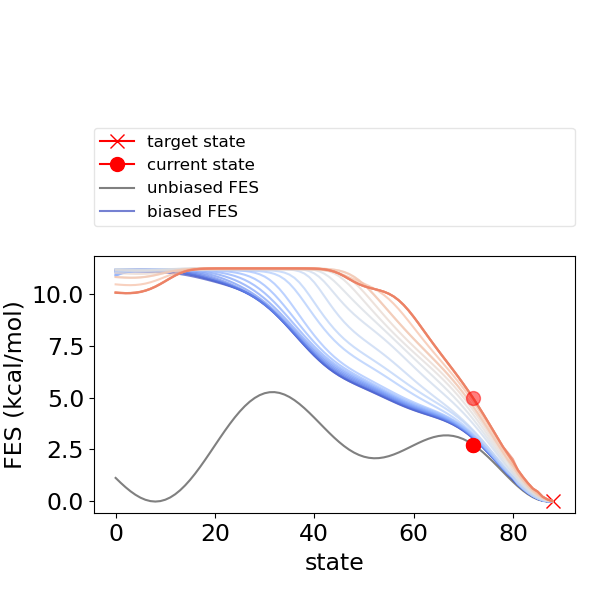 target state
current state
unbiased FES
biased FES
10.0
7.5
5.0
2.5
0.0
FES (kcal/mol)
0 20 40 60 80
state